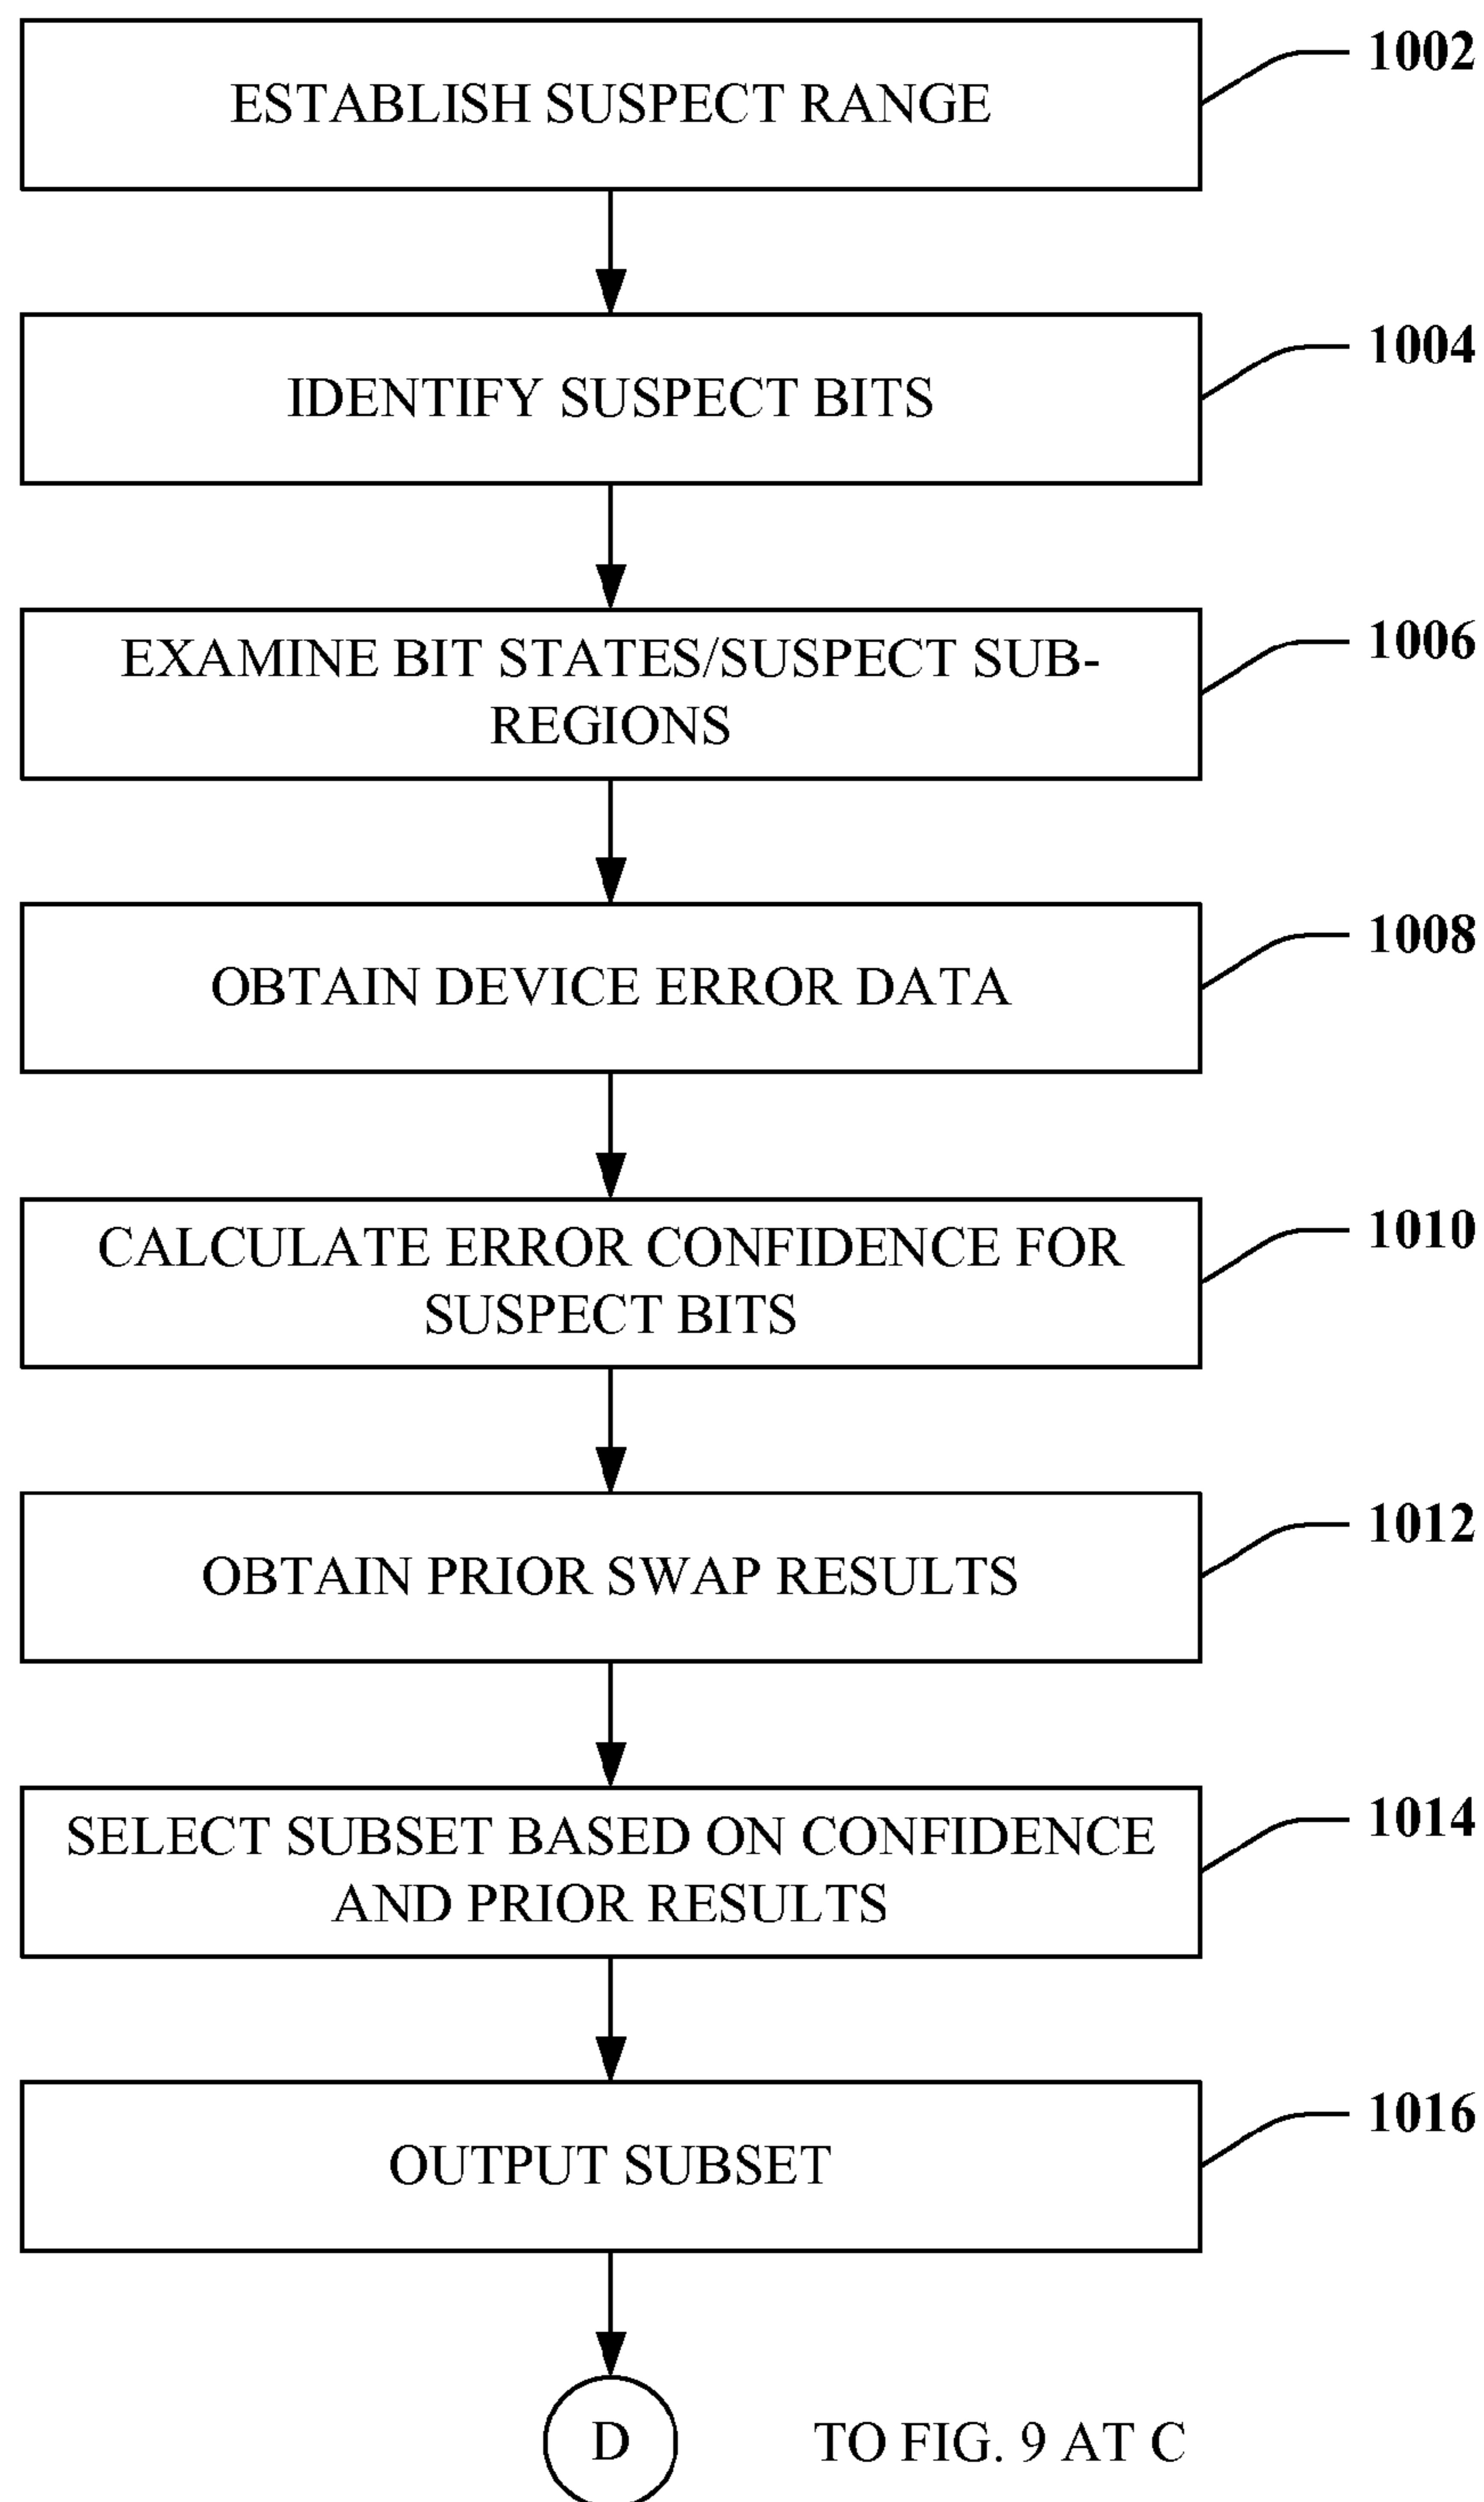 1002
ESTABLISH SUSPECT RANGE
1004
IDENTIFY SUSPECT BITS
1006
EXAMINE BIT STATES/SUSPECT SUB-
REGIONS
1008
OBTAIN DEVICE ERROR DATA
1010
CALCULATE ERROR CONFIDENCE FOR
SUSPECT BITS
1012
OBTAIN PRIOR SWAP RESULTS
1014
SELECT SUBSET BASED ON CONFIDENCE
AND PRIOR RESULTS
1016
OUTPUT SUBSET
D
TO FIG. 9 AT C